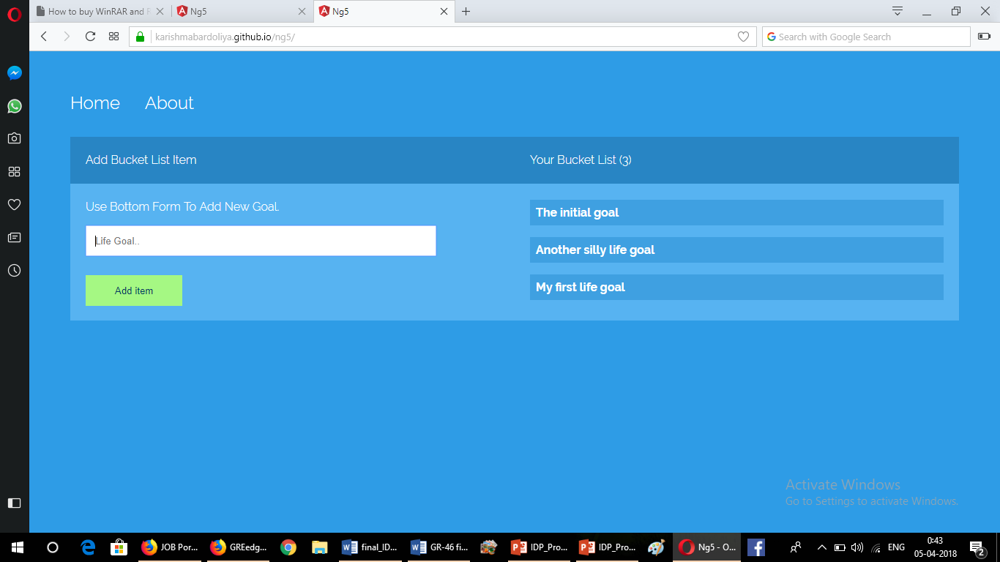 How to buy WinRAR and R
Ng5
Ng5
karishmabardoliya.github.io/ng5/
Search with Google Search
Home About
Add Bucket List Item
Your Bucket List (3)
Use Bottom Form To Add New Goal.
Life Goal..
Add item
The initial goal
Another silly life goal
My first life goal
Activate Windows
Go to Settings to activate Windows.
JOB Por...
GREedg...
final_ID...
GR-46 fi...
IDP_Pro...
IDP_Pro...
Ng5 - O...
ENG
0:43
05-04-2018
2